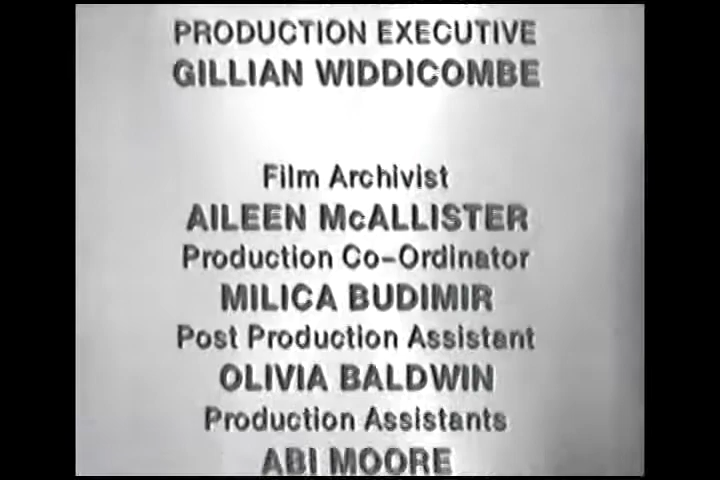 PRODUCTION EXECUTIVE
GILLIAN WIDDICOMBE
Film Archivist
AILEEN McALLISTER
Production Co-Ordinator
MILICA BUDIMIR
Post Production Assistant
OLIVIA BALDWIN
Production Assistants
ABI MOORE